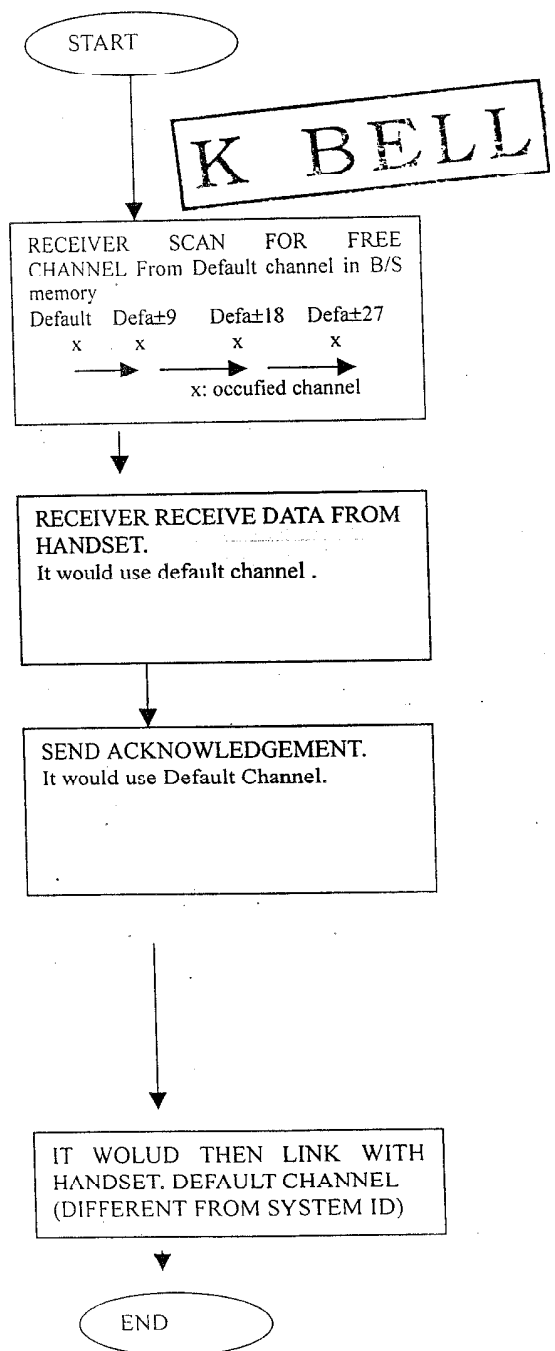 START
K BELL
RECEIVER SCAN FOR FREE
CHANNEL From Default channel in B/S
memory
Default Defa±9 Defa±18 Defa±27
x x x x
x: occufied channel
RECEIVER RECEIVE DATA FROM
HANDSET.
It would use default channel .
SEND ACKNOWLEDGEMENT.
It would use Default Channel.
IT WOLUD THEN LINK WITH
HANDSET. DEFAULT CHANNEL
(DIFFERENT FROM SYSTEM ID)
END